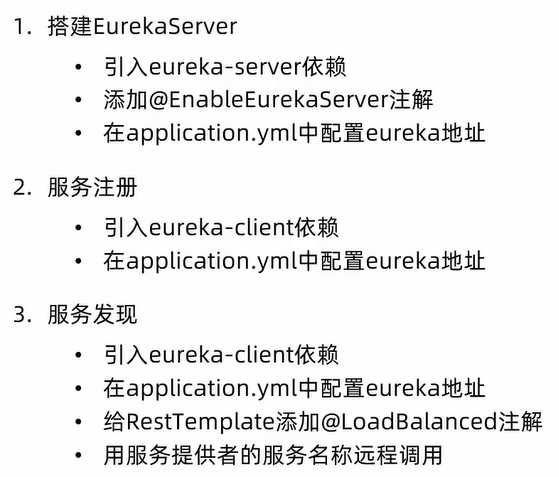 1. 搭建EurekaServer
• 引入eureka-server依赖
• 添加@EnableEurekaServer注解
• 在application.yml中配置eureka地址
2. 服务注册
• 引入eureka-client依赖
• 在application.yml中配置eureka地址
3. 服务发现
• 引入eureka-client依赖
• 在application.yml中配置eureka地址
• 给RestTemplate添加@LoadBalanced注解
• 用服务提供者的服务名称远程调用